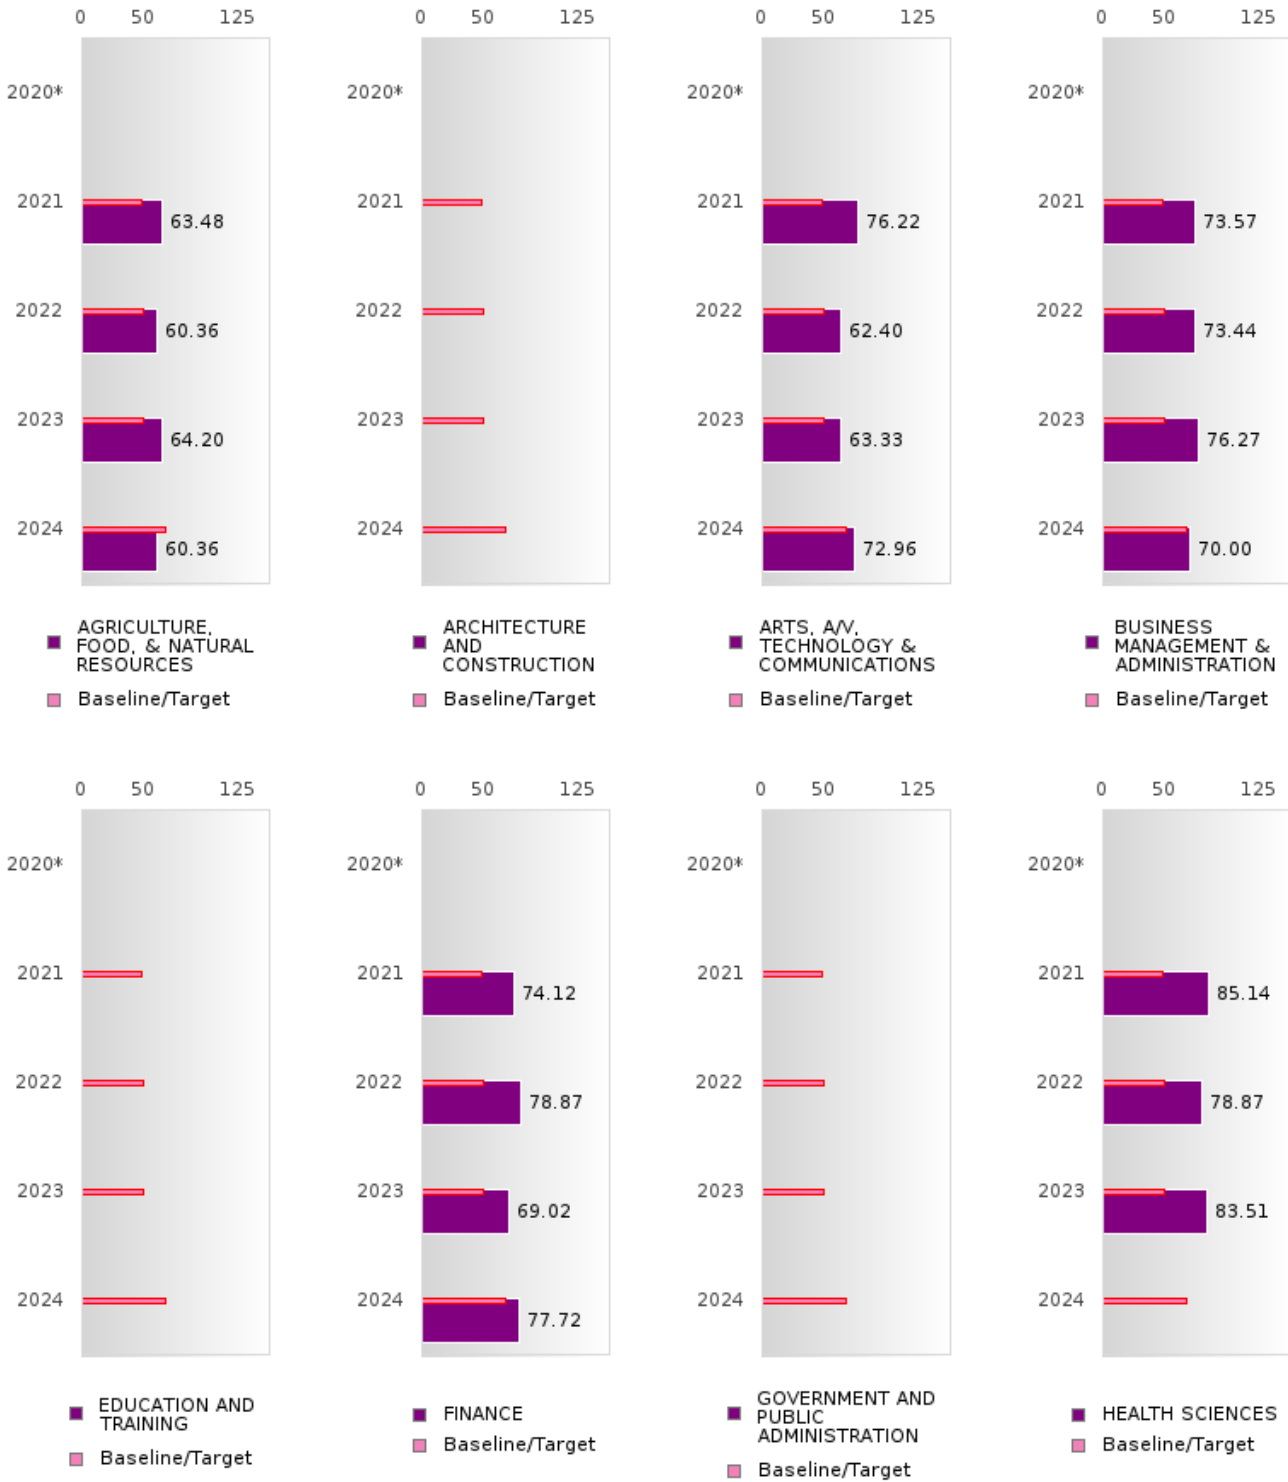 0 50 125
0 50 125
0 50 125
0 50 125
2020*
2020*
2020*
2020*
2021
63.48
2021
2021
76.22
2021
73.57
2022
60.36
2022
2022
62.40
2022
73.44
2023
64.20
2023
2023
63.33
2023
76.27
2024
60.36
2024
2024
72.96
2024
70.00
AGRICULTURE,
FOOD, & NATURAL
RESOURCES
Baseline/Target
ARCHITECTURE
AND
CONSTRUCTION
Baseline/Target
ARTS, A/V,
TECHNOLOGY &
COMMUNICATIONS
Baseline/Target
BUSINESS
MANAGEMENT &
ADMINISTRATION
Baseline/Target
0 50 125
0 50 125
0 50 125
0 50 125
2020*
2020*
2020*
2020*
2021
2021
74.12
2021
2021
85.14
2022
2022
78.87
2022
2022
78.87
2023
2023
69.02
2023
2023
83.51
2024
2024
77.72
2024
2024
EDUCATION AND
TRAINING
Baseline/Target
FINANCE
Baseline/Target
GOVERNMENT AND
PUBLIC
ADMINISTRATION
Baseline/Target
HEALTH SCIENCES
Baseline/Target